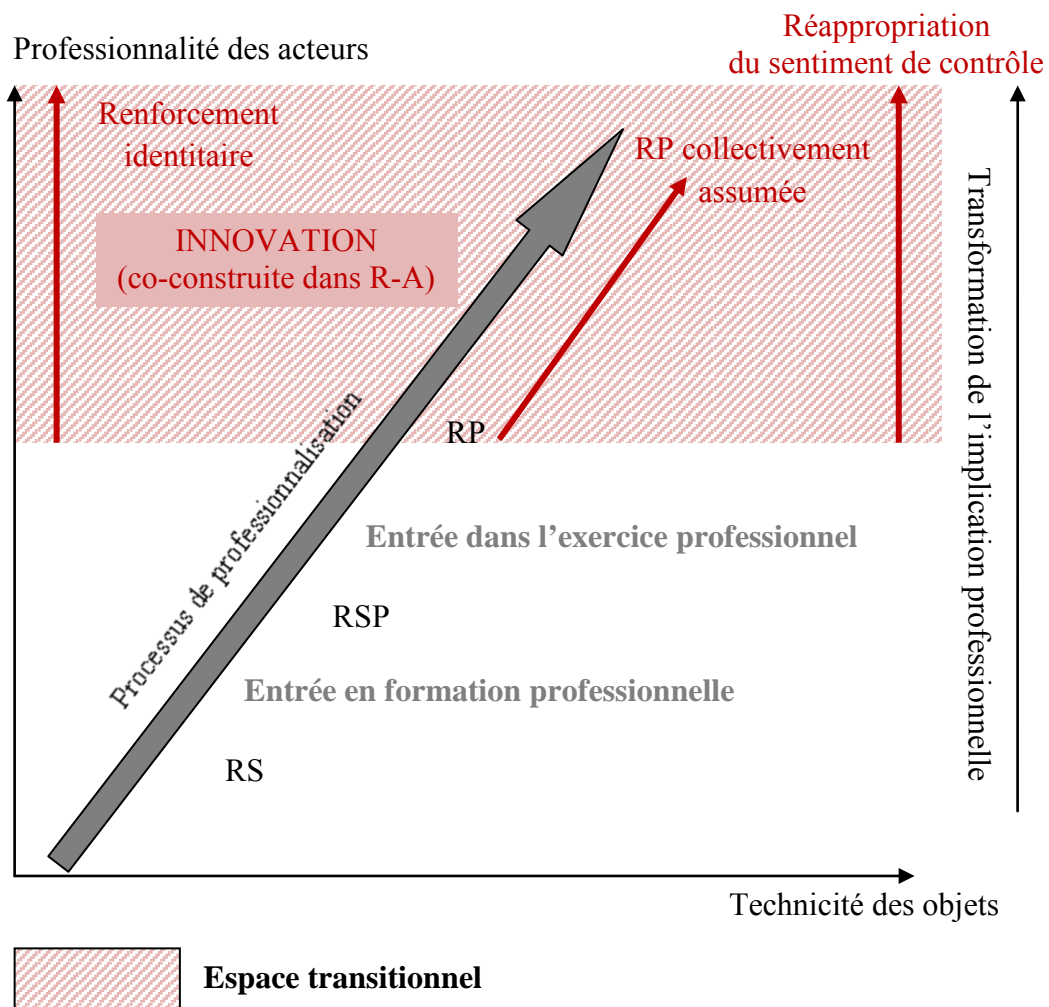 Professionnalité des acteurs
Réappropriation
du sentiment de contrôle
Renforcement
identitaire
RP collectivement
assumée
INNOVATION
(co-construite dans R-A)
Transformation de l’implication professionnelle
Processus de professionnalisation
RP
Entrée dans l’exercice professionnel
RSP
Entrée en formation professionnelle
RS
Technicité des objets
Espace transitionnel